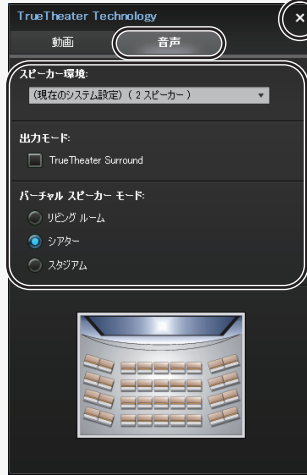 TrueTheater Technology
×
動画
音声
スピーカー環境:
(現在のシステム設定) ( 2 スピーカー )
出力モード:
TrueTheater Surround
バーチャル スピーカー モード:
リビング ルーム
シアター
スタジアム